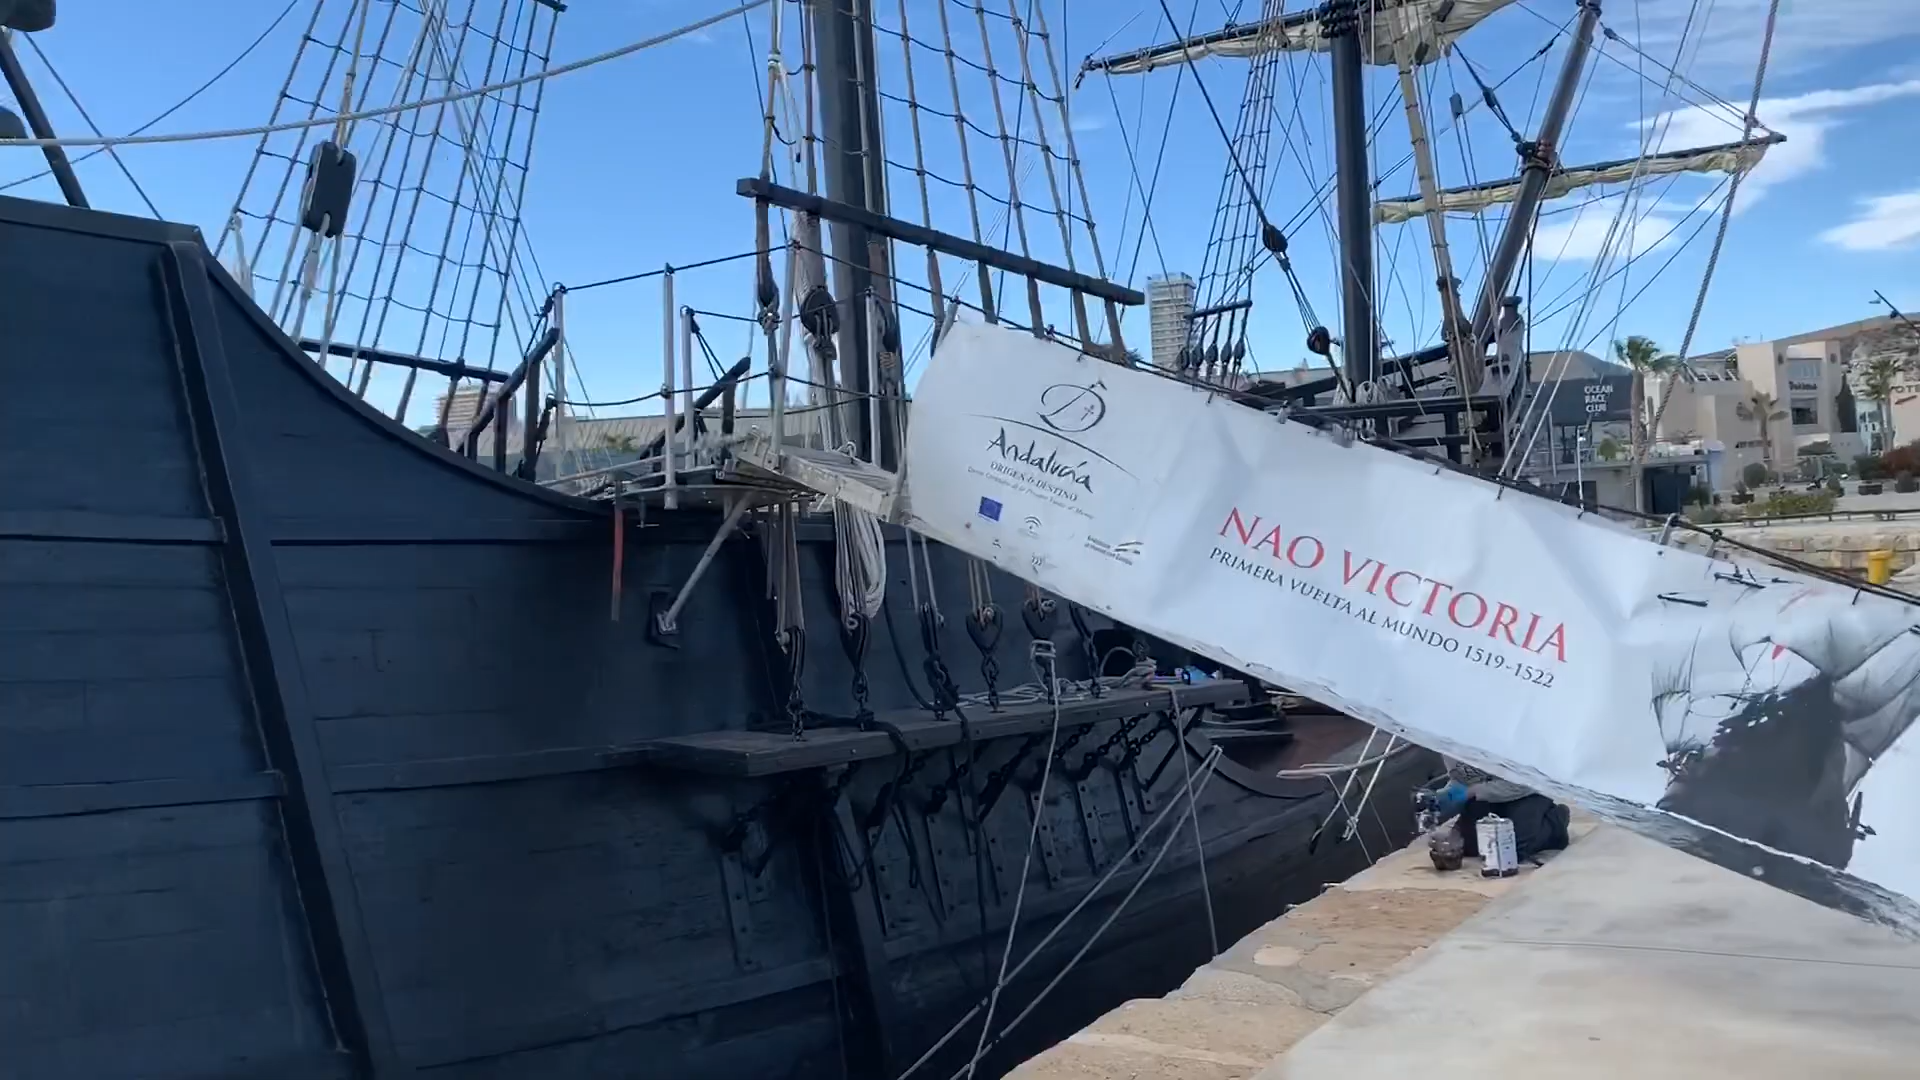 Andalucía
ORIGEN & DESTINO
NAO VICTORIA
PRIMERA VUELTA AL MUNDO 1519-1522
OCEAN
RACE
CLUB